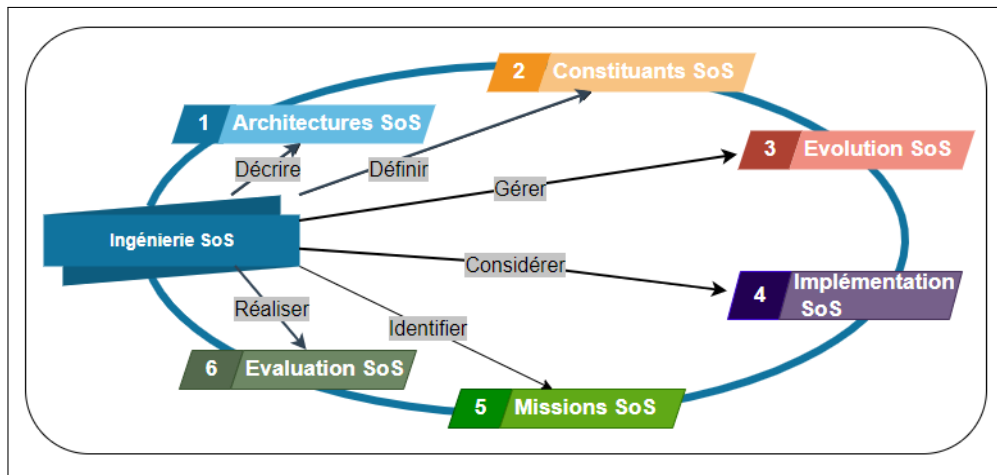 2 Constituants SoS
1 Architectures SoS
3 Evolution SoS
Décrire
Définir
Gérer
Ingénierie SoS
Considérer
4 Implémentation
SoS
Réaliser
Identifier
6 Evaluation SoS
5 Missions SoS